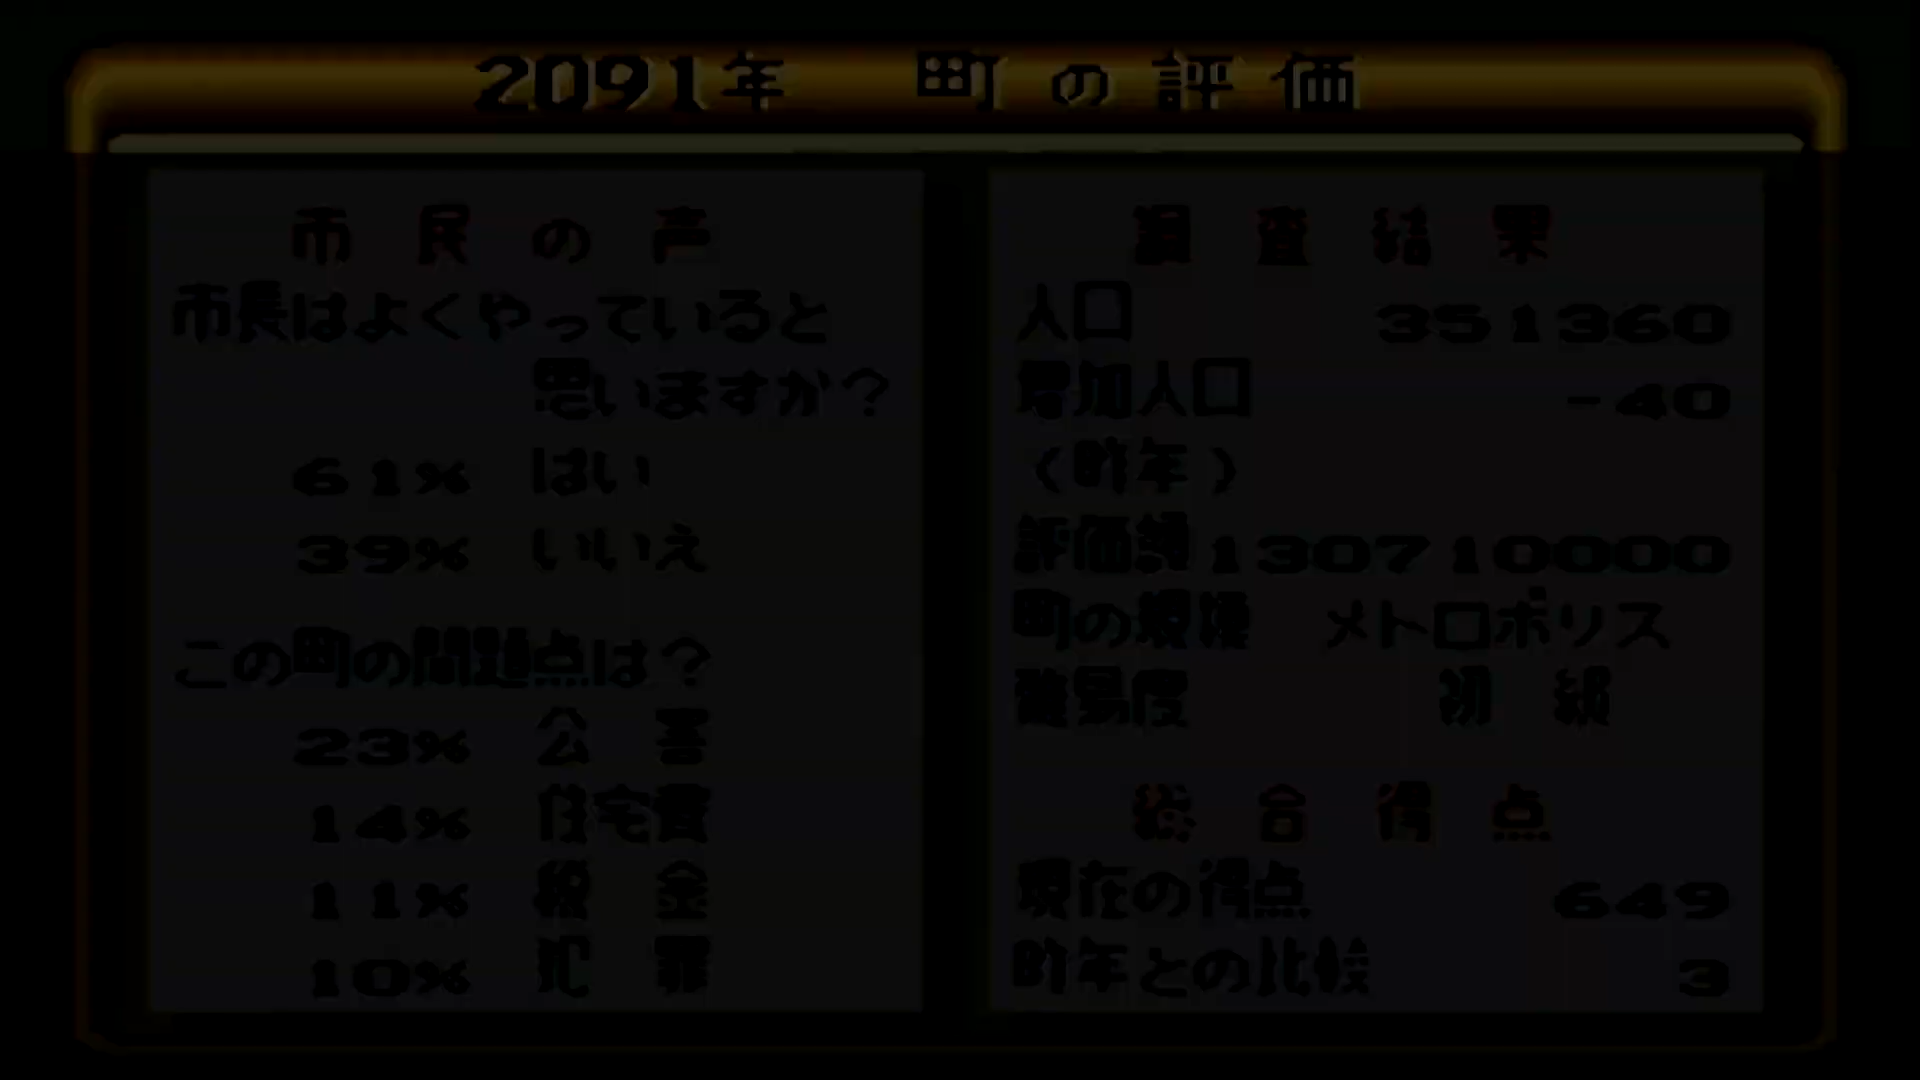 2091年 町の評価
市民の声
市長はよくやっていると
思いますか?
61% はい
39% いいえ
この町の問題点は?
23% 公害
14% 住宅費
11% 税金
10% 犯罪
調査結果
人口 351360
増加人口 -40
(昨年)
評価額 130710000
町の規模 メトロポリス
難易度 初級
総合得点
現在の得点 649
昨年との比較 3